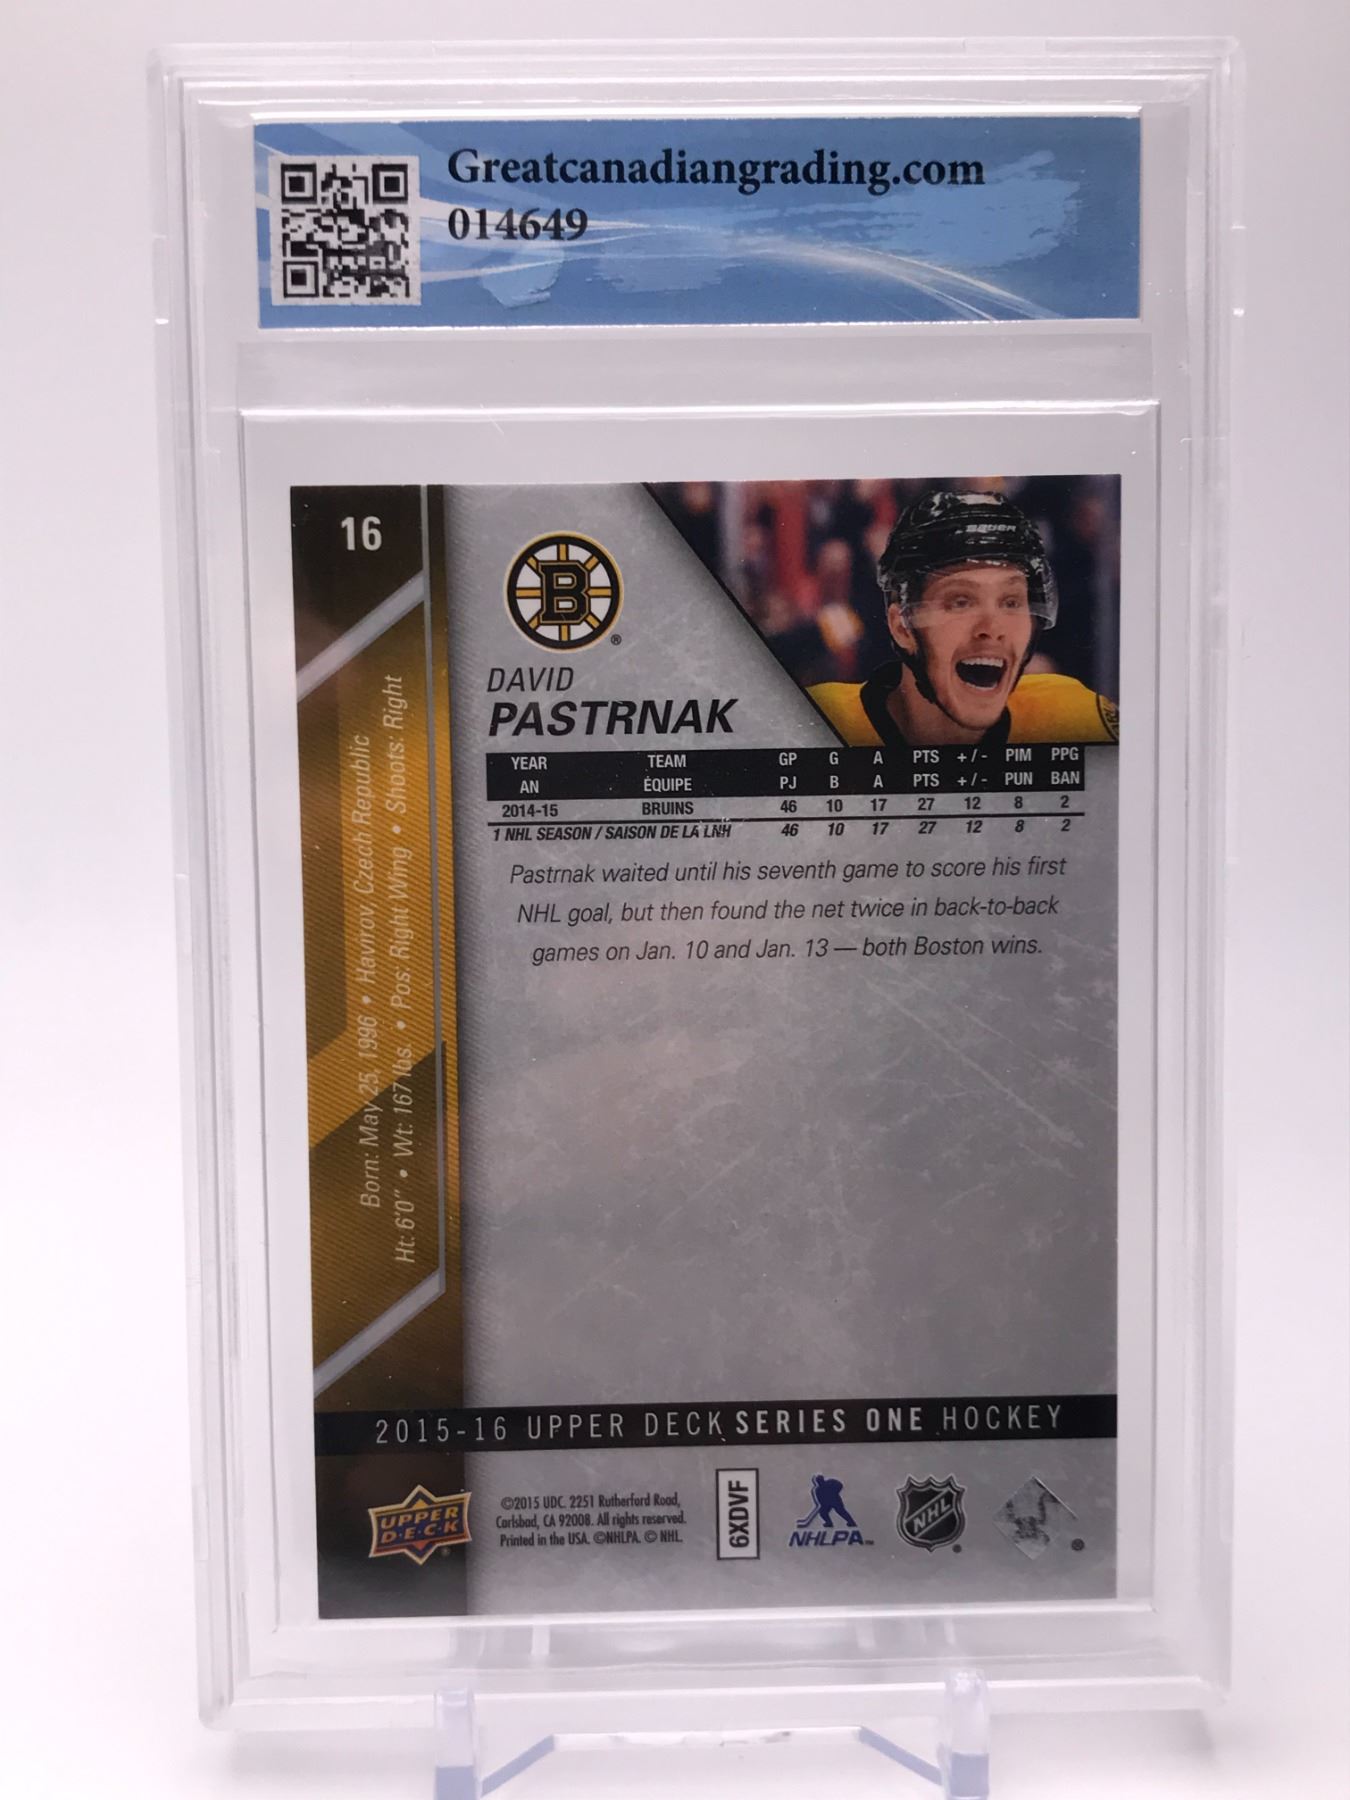 Greatcanadiangrading.com
014649
16
B
®
BAUER
DAVID
PASTRNAK
YEAR TEAM GP G A PTS +/- PIM PPG
AN ÉQUIPE PJ B A PTS +/- PUN BAN
2014-15 BRUINS 46 10 17 27 12 8 2
1 NHL SEASON / SAISON DE LA LNH 46 10 17 27 12 8 2
Pastrnak waited until his seventh game to score his first
NHL goal, but then found the net twice in back-to-back
games on Jan. 10 and Jan. 13 — both Boston wins.
Born: May 25, 1996 • Havirov, Czech Republic
Ht: 6'0" • Wt: 167 lbs. • Pos: Right Wing • Shoots: Right
2015-16 UPPER DECK SERIES ONE HOCKEY
UPPER
D•E•C•K
®
©2015 UDC. 2251 Rutherford Road,
Carlsbad, CA 92008. All rights reserved.
Printed in the USA. ©NHLPA. © NHL.
6XDVF
NHLPA™
NHL
®
®